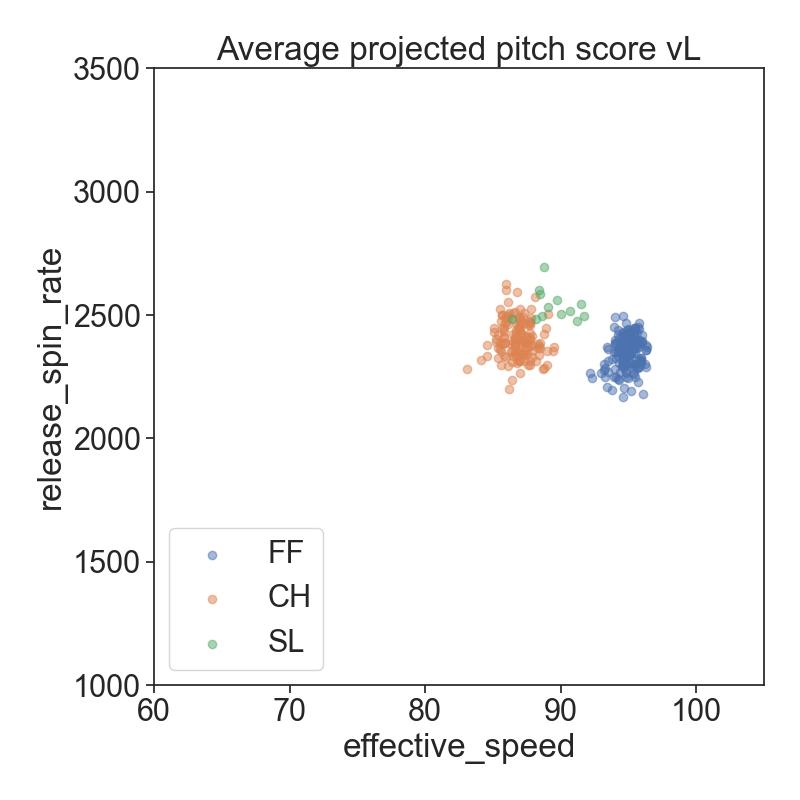 Average projected pitch score vL
3500
3000
2500
2000
1500
1000
release_spin_rate
FF
CH
SL
60 70 80 90 100
effective_speed